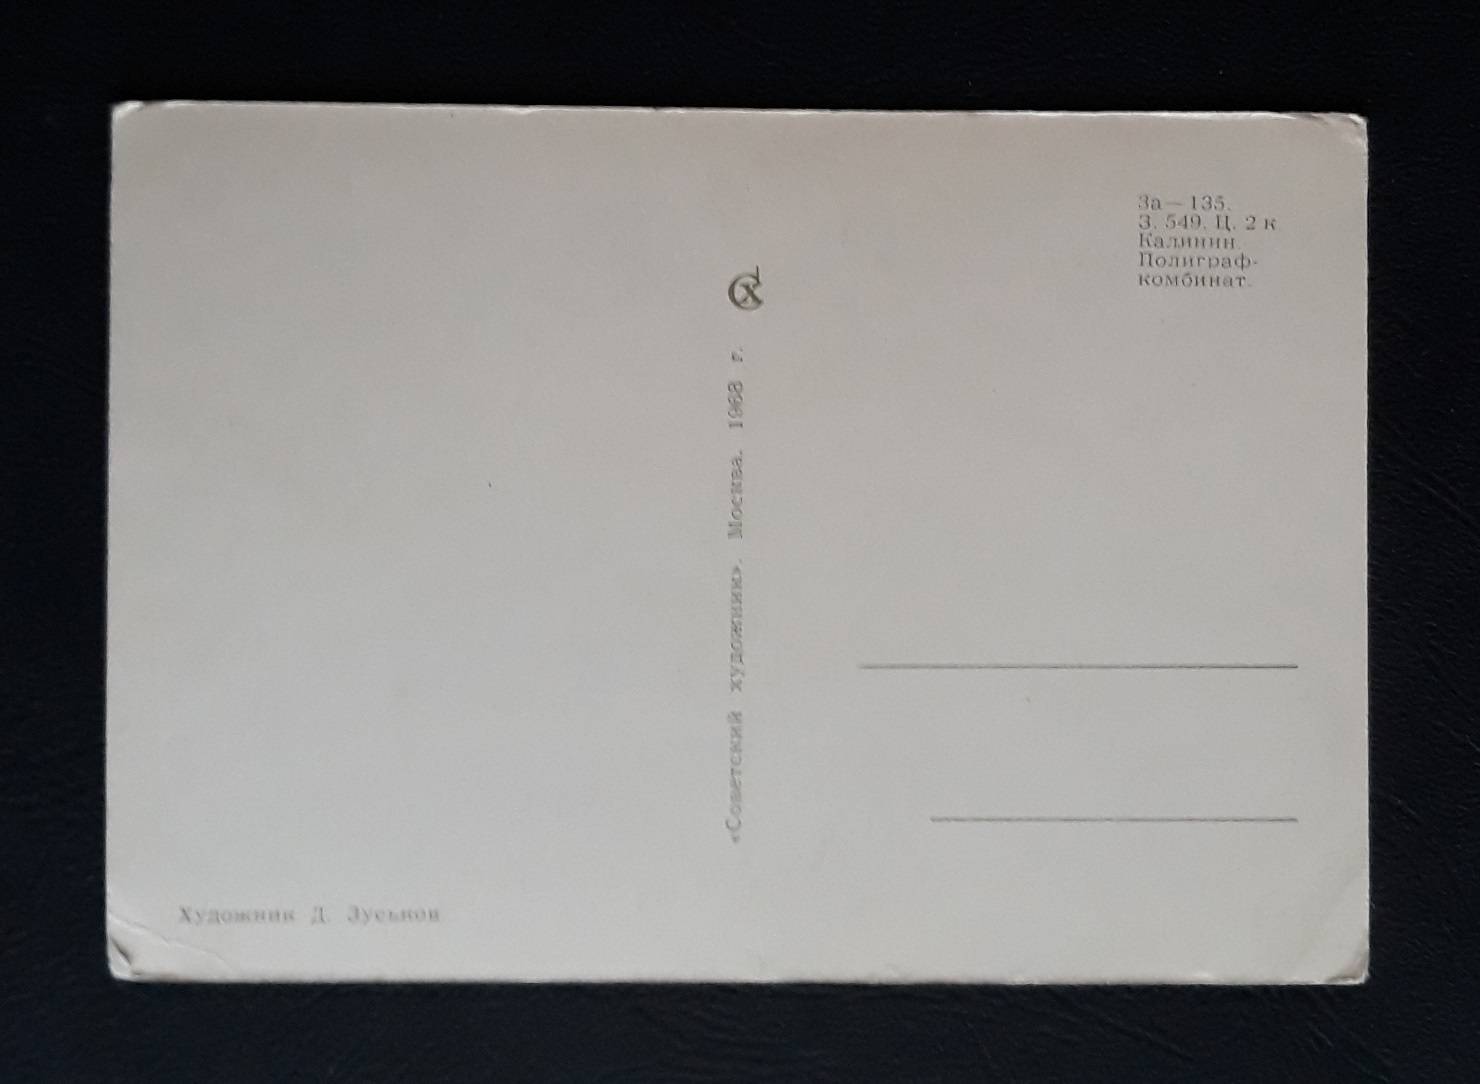 За — 135.
З. 549. Ц. 2 к
Калинин.
Полиграф-
комбинат.
СХ
«Советский художник». Москва. 1968 г.
Художник Д. Зуськов